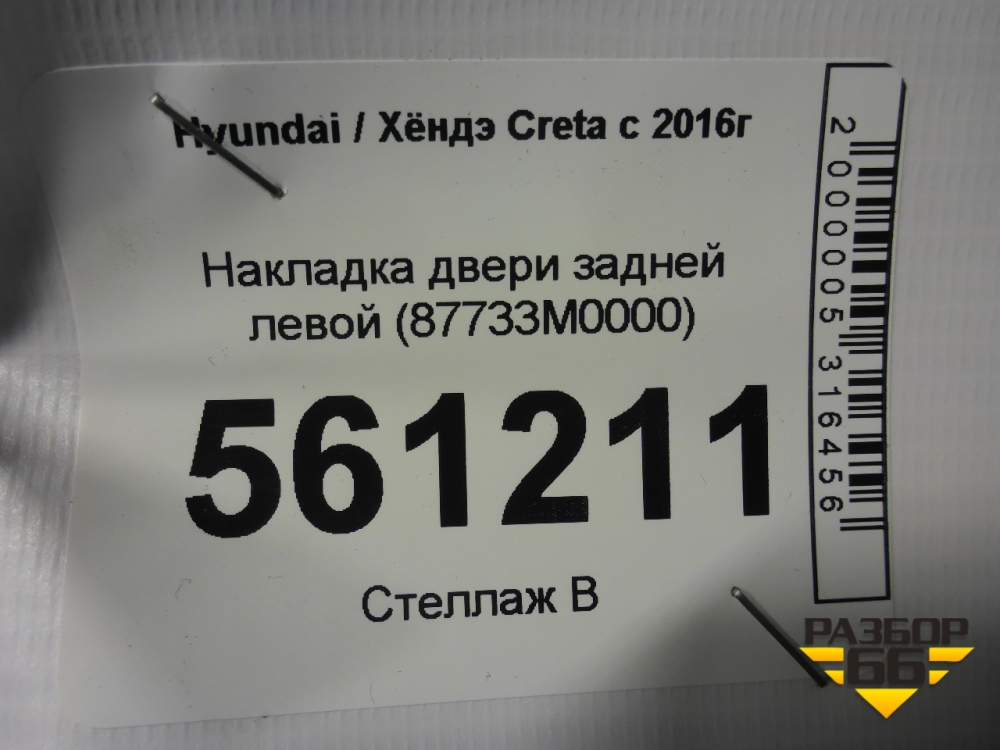 Hyundai / Хёндэ Creta с 2016г
Накладка двери задней
левой (87733M0000)
561211
Стеллаж В
2000005316456
РАЗБОР
66